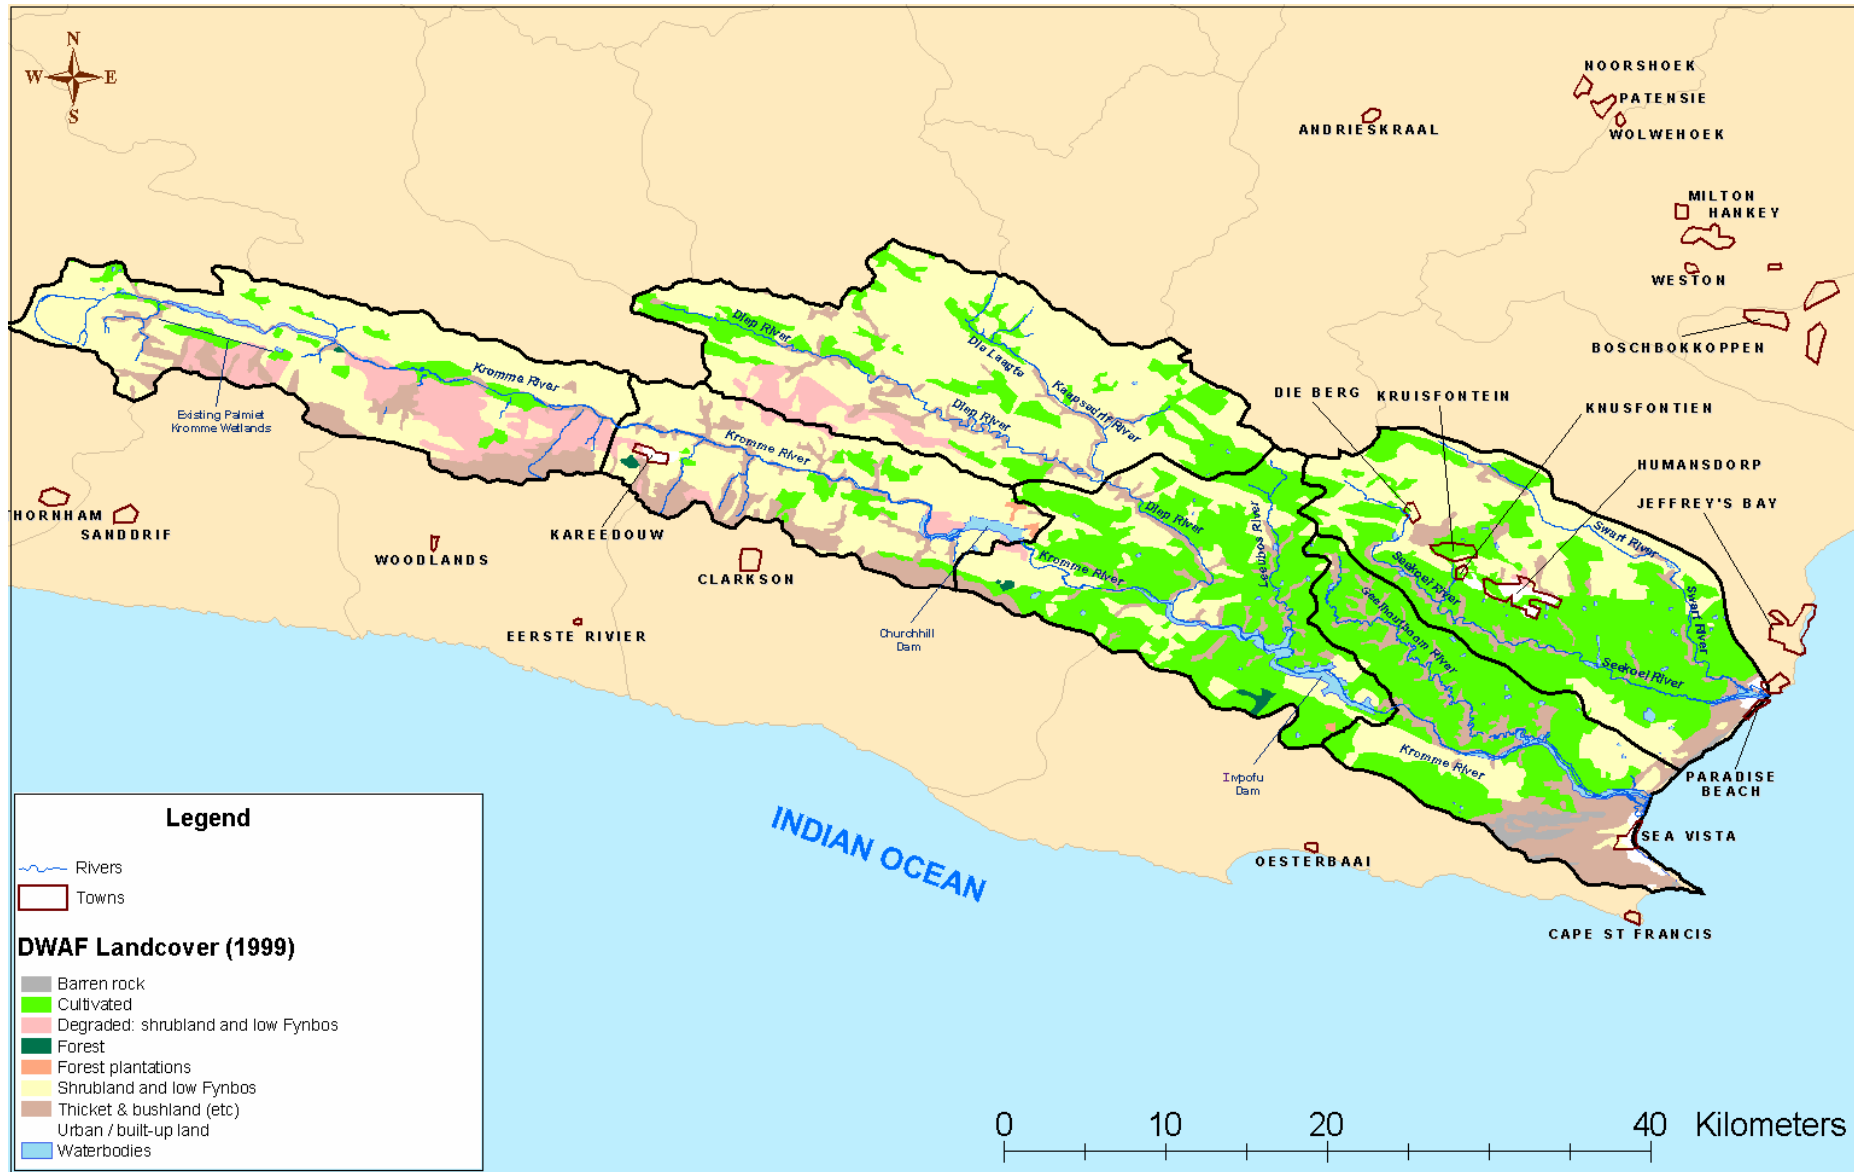 N
W E
S
NOORSHOEK
PATENSIE
ANDRIESKRAAL
WOLWEHOEK
MILTON
HANKEY
WESTON
BOSCHBOKKOPPEN
DIE BERG
KRUISFONTEIN
KNUSFONTIEN
HUMANSDORP
JEFFREY'S BAY
Diep River
Die Laagte
Kaapsedrif River
Diep River
Kromme River
Existing Palmiet
Kromme Wetlands
Kromme River
Diep River
Leeubos River
Swart River
Seekoei River
Geelhoutboom River
Swart River
Seekoei River
Kromme River
Kromme River
THORNHAM
SANDDRIF
WOODLANDS
KAREEDOUW
CLARKSON
EERSTE RIVIER
Churchhill
Dam
Impofu
Dam
PARADISE
BEACH
SEA VISTA
OESTERBAAI
CAPE ST FRANCIS
INDIAN OCEAN
Legend
Rivers
Towns
DWAF Landcover (1999)
Barren rock
Cultivated
Degraded: shrubland and low Fynbos
Forest
Forest plantations
Shrubland and low Fynbos
Thicket & bushland (etc)
Urban / built-up land
Waterbodies
0 10 20 40 Kilometers